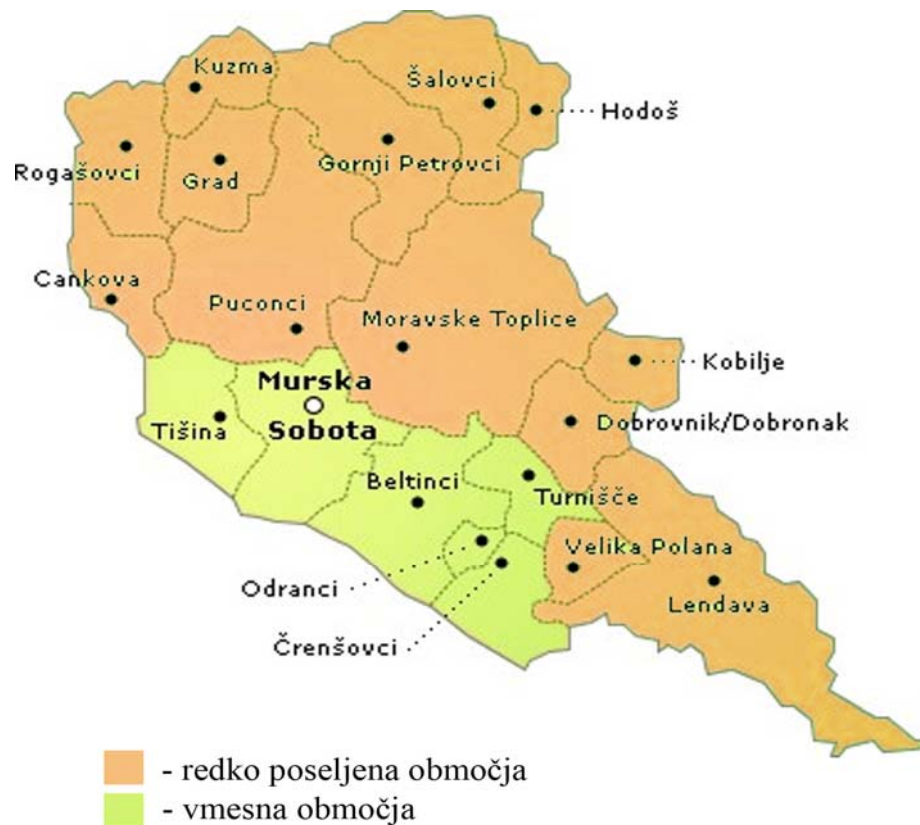 Kuzma
Šalovci
Hodoš
Rogašovci
Grad
Gornji Petrovci
Cankova
Puconci
Moravske Toplice
Kobilje
Murska
Sobota
Tišina
Dobrovnik/Dobronak
Beltinci
Turnišče
Velika Polana
Odranci
Lendava
Črenšovci
- redko poseljena območja
- vmesna območja